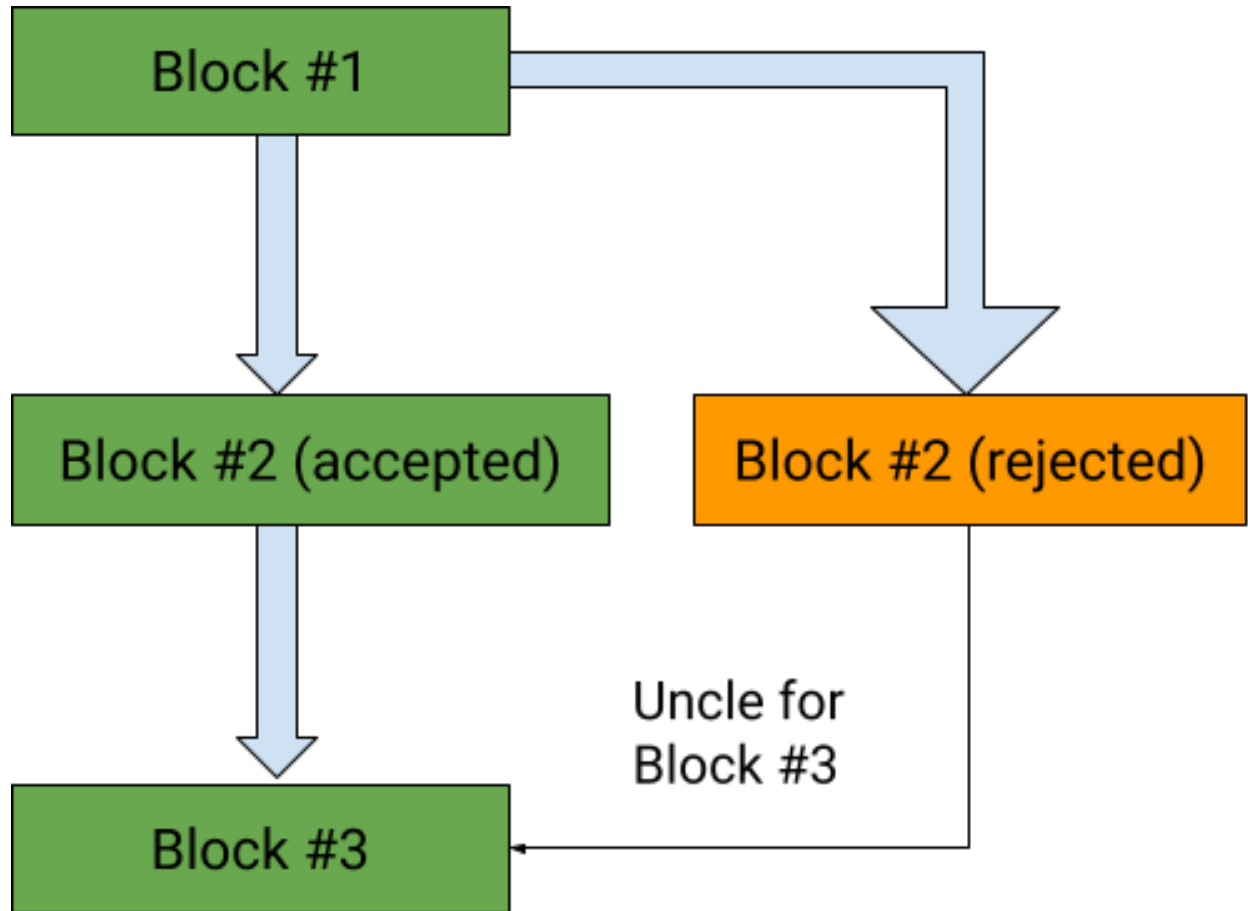 Block #1
Block #2 (accepted)
Block #2 (rejected)
Uncle for
Block #3
Block #3